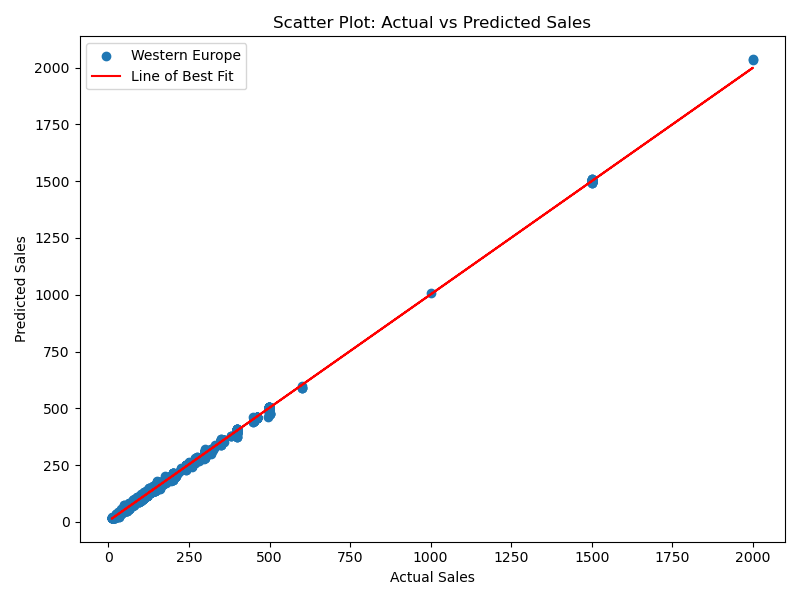 Scatter Plot: Actual vs Predicted Sales
Western Europe
Line of Best Fit
Predicted Sales
2000
1750
1500
1250
1000
750
500
250
0
0 250 500 750 1000 1250 1500 1750 2000
Actual Sales